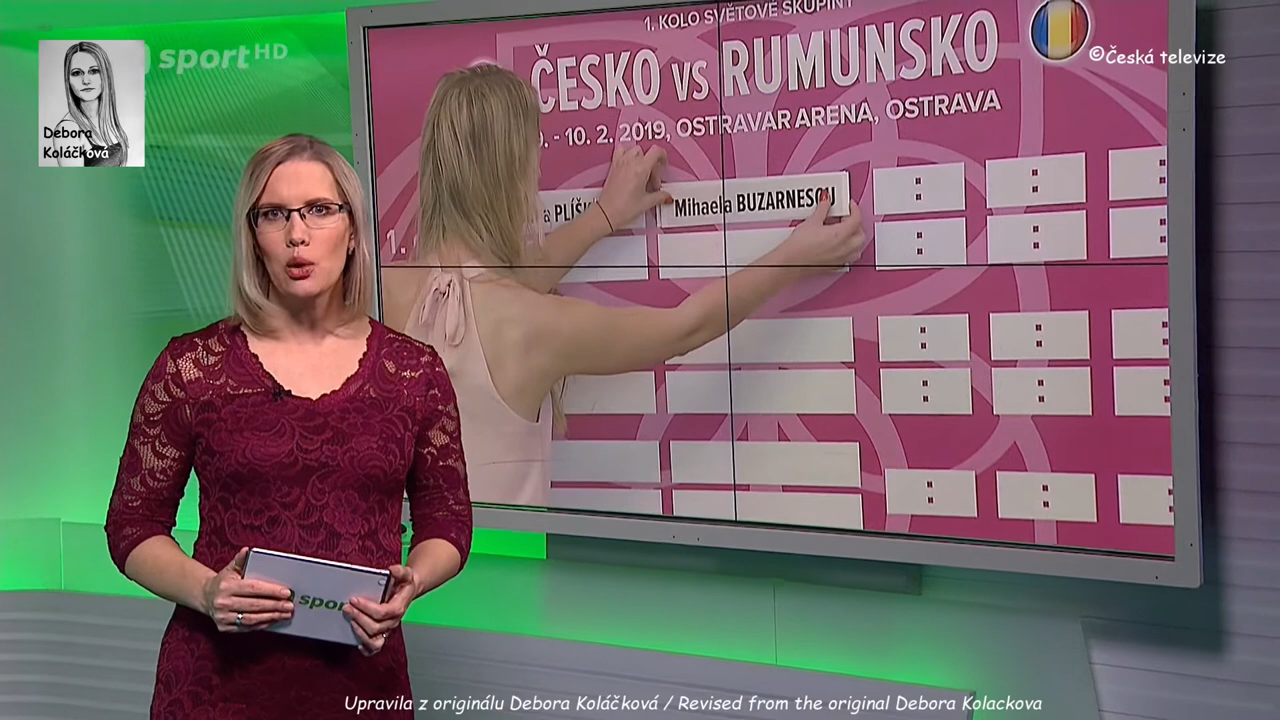 sport HD
©Česká televize
Debora
Koláčková
1. KOLO SVĚTOVÉ SKUPINY
ČESKO VS RUMUNSKO
- 10. 2. 2019, OSTRAVAR ARENA, OSTRAVA
Mihaela BUZARNESCU
1.
: : :
: : :
: : :
: : :
: : :
sport
Upravila z originálu Debora Koláčková / Revised from the original Debora Kolackova